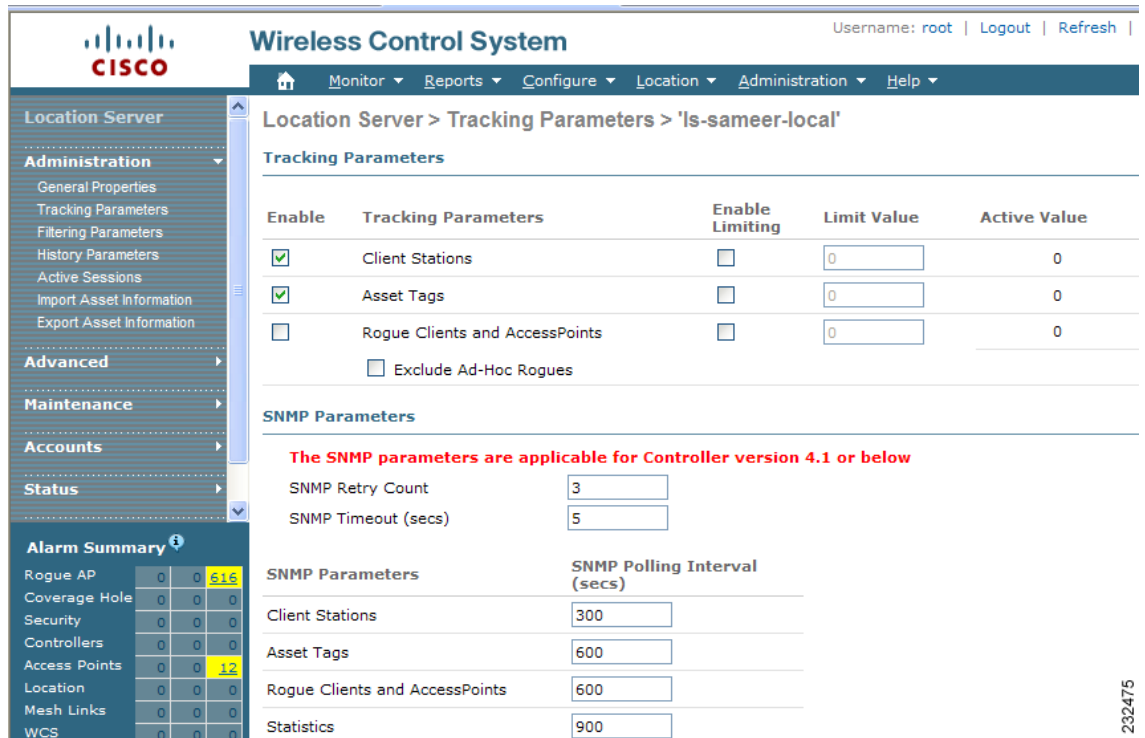 CISCO
Wireless Control System
Username: root | Logout | Refresh |
Monitor Reports Configure Location Administration Help
Location Server
Administration
General Properties
Tracking Parameters
Filtering Parameters
History Parameters
Active Sessions
Import Asset Information
Export Asset Information
Advanced
Maintenance
Accounts
Status
Alarm Summary
Rogue AP 0 0 616
Coverage Hole 0 0 0
Security 0 0 0
Controllers 0 0 0
Access Points 0 0 12
Location 0 0 0
Mesh Links 0 0 0
WCS 0 0 0
Location Server > Tracking Parameters > 'ls-sameer-local'
Tracking Parameters
Enable Tracking Parameters Enable Limiting Limit Value Active Value
Client Stations 0 0
Asset Tags 0 0
Rogue Clients and AccessPoints 0 0
Exclude Ad-Hoc Rogues
SNMP Parameters
The SNMP parameters are applicable for Controller version 4.1 or below
SNMP Retry Count 3
SNMP Timeout (secs) 5
SNMP Parameters SNMP Polling Interval (secs)
Client Stations 300
Asset Tags 600
Rogue Clients and AccessPoints 600
Statistics 900
232475